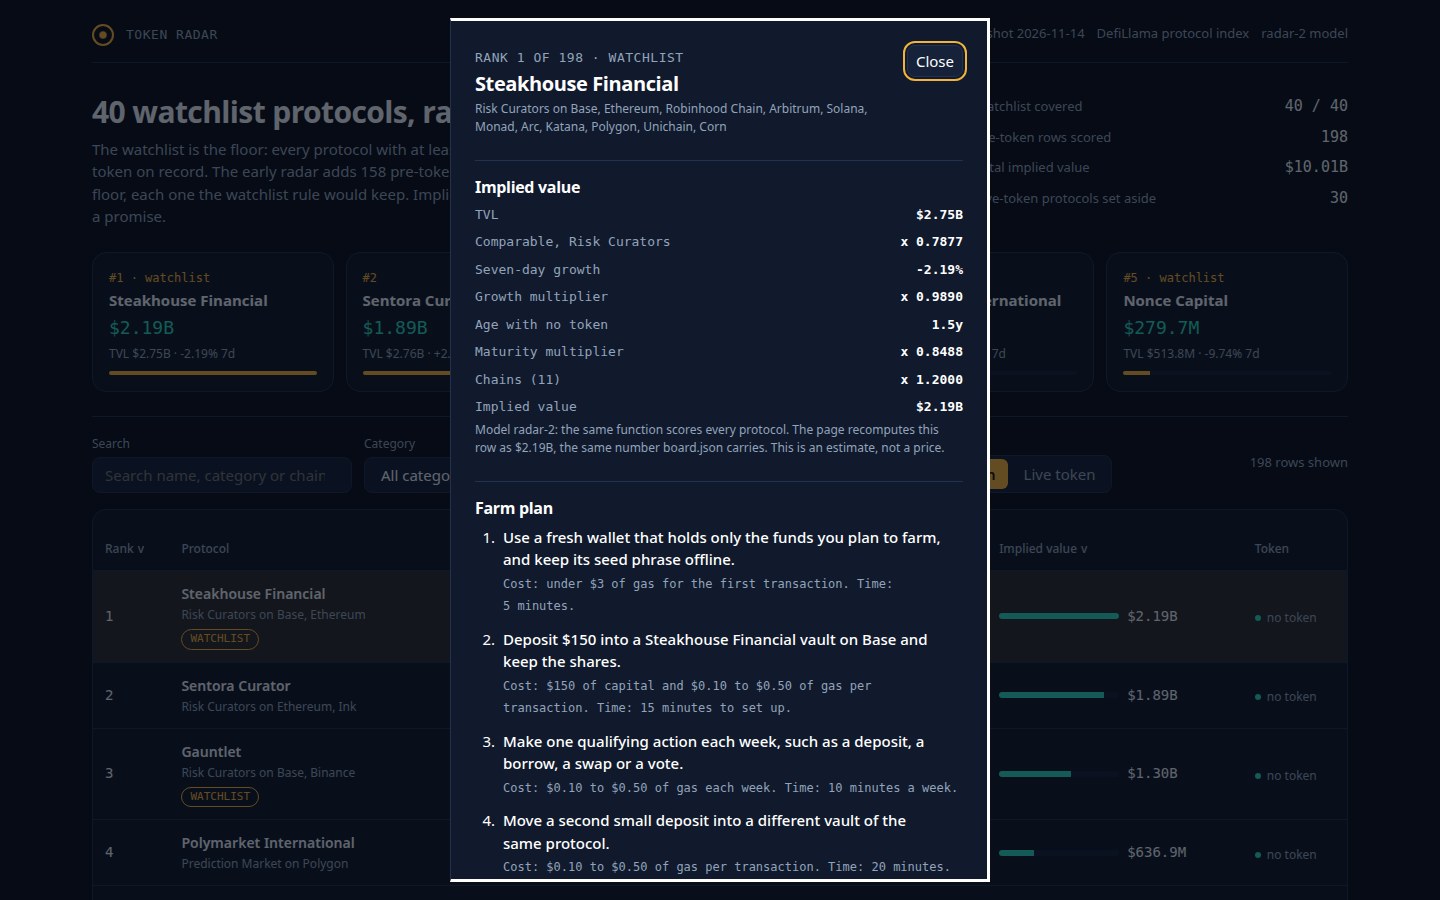 TOKEN RADAR
shot 2026-11-14 DefiLlama protocol index radar-2 model
40 watchlist protocols, ra
The watchlist is the floor: every protocol with at lea
token on record. The early radar adds 158 pre-toke
floor, each one the watchlist rule would keep. Impli
a promise.
atchlist covered 40 / 40
e-token rows scored 198
tal implied value $10.01B
e-token protocols set aside 30
#1 · watchlist
Steakhouse Financial
$2.19B
TVL $2.75B · -2.19% 7d
#2
Sentora Cur
$1.89B
TVL $2.76B · +2.
ernational
7d
#5 · watchlist
Nonce Capital
$279.7M
TVL $513.8M · -9.74% 7d
Search
Search name, category or chain
Category
All catego
Live token
198 rows shown
Rank v Protocol Implied value v Token
1
Steakhouse Financial
Risk Curators on Base, Ethereum
WATCHLIST
$2.19B
no token
2
Sentora Curator
Risk Curators on Ethereum, Ink
$1.89B
no token
3
Gauntlet
Risk Curators on Base, Binance
WATCHLIST
$1.30B
no token
4
Polymarket International
Prediction Market on Polygon
$636.9M
no token
RANK 1 OF 198 · WATCHLIST
Steakhouse Financial
Close
Risk Curators on Base, Ethereum, Robinhood Chain, Arbitrum, Solana,
Monad, Arc, Katana, Polygon, Unichain, Corn
Implied value
TVL $2.75B
Comparable, Risk Curators x 0.7877
Seven-day growth -2.19%
Growth multiplier x 0.9890
Age with no token 1.5y
Maturity multiplier x 0.8488
Chains (11) x 1.2000
Implied value $2.19B
Model radar-2: the same function scores every protocol. The page recomputes this
row as $2.19B, the same number board.json carries. This is an estimate, not a price.
Farm plan
1. Use a fresh wallet that holds only the funds you plan to farm,
and keep its seed phrase offline.
Cost: under $3 of gas for the first transaction. Time:
5 minutes.
2. Deposit $150 into a Steakhouse Financial vault on Base and
keep the shares.
Cost: $150 of capital and $0.10 to $0.50 of gas per
transaction. Time: 15 minutes to set up.
3. Make one qualifying action each week, such as a deposit, a
borrow, a swap or a vote.
Cost: $0.10 to $0.50 of gas each week. Time: 10 minutes a week.
4. Move a second small deposit into a different vault of the
same protocol.
Cost: $0.10 to $0.50 of gas per transaction. Time: 20 minutes.